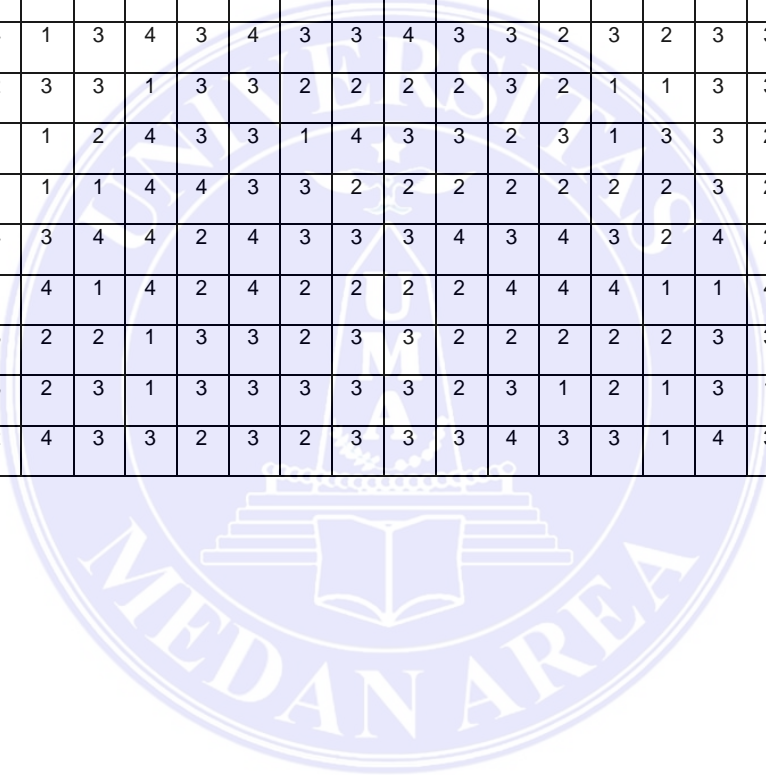 1 3 4 3 4 3 3 4 3 3 2 3 2 3
3 3 1 3 3 2 2 2 2 3 2 1 1 3
1 2 4 3 3 1 4 3 3 2 3 1 3 3
1 1 4 4 3 3 2 2 2 2 2 2 2 3
3 4 4 2 4 3 3 3 4 3 4 3 2 4
4 1 4 2 4 2 2 2 2 4 4 4 1 1
2 2 1 3 3 2 3 3 2 2 2 2 2 3
2 3 1 3 3 3 3 3 2 3 1 2 1 3
4 3 3 2 3 2 3 3 3 4 3 3 1 4
UNIVERSITAS
UMA
MEDAN AREA